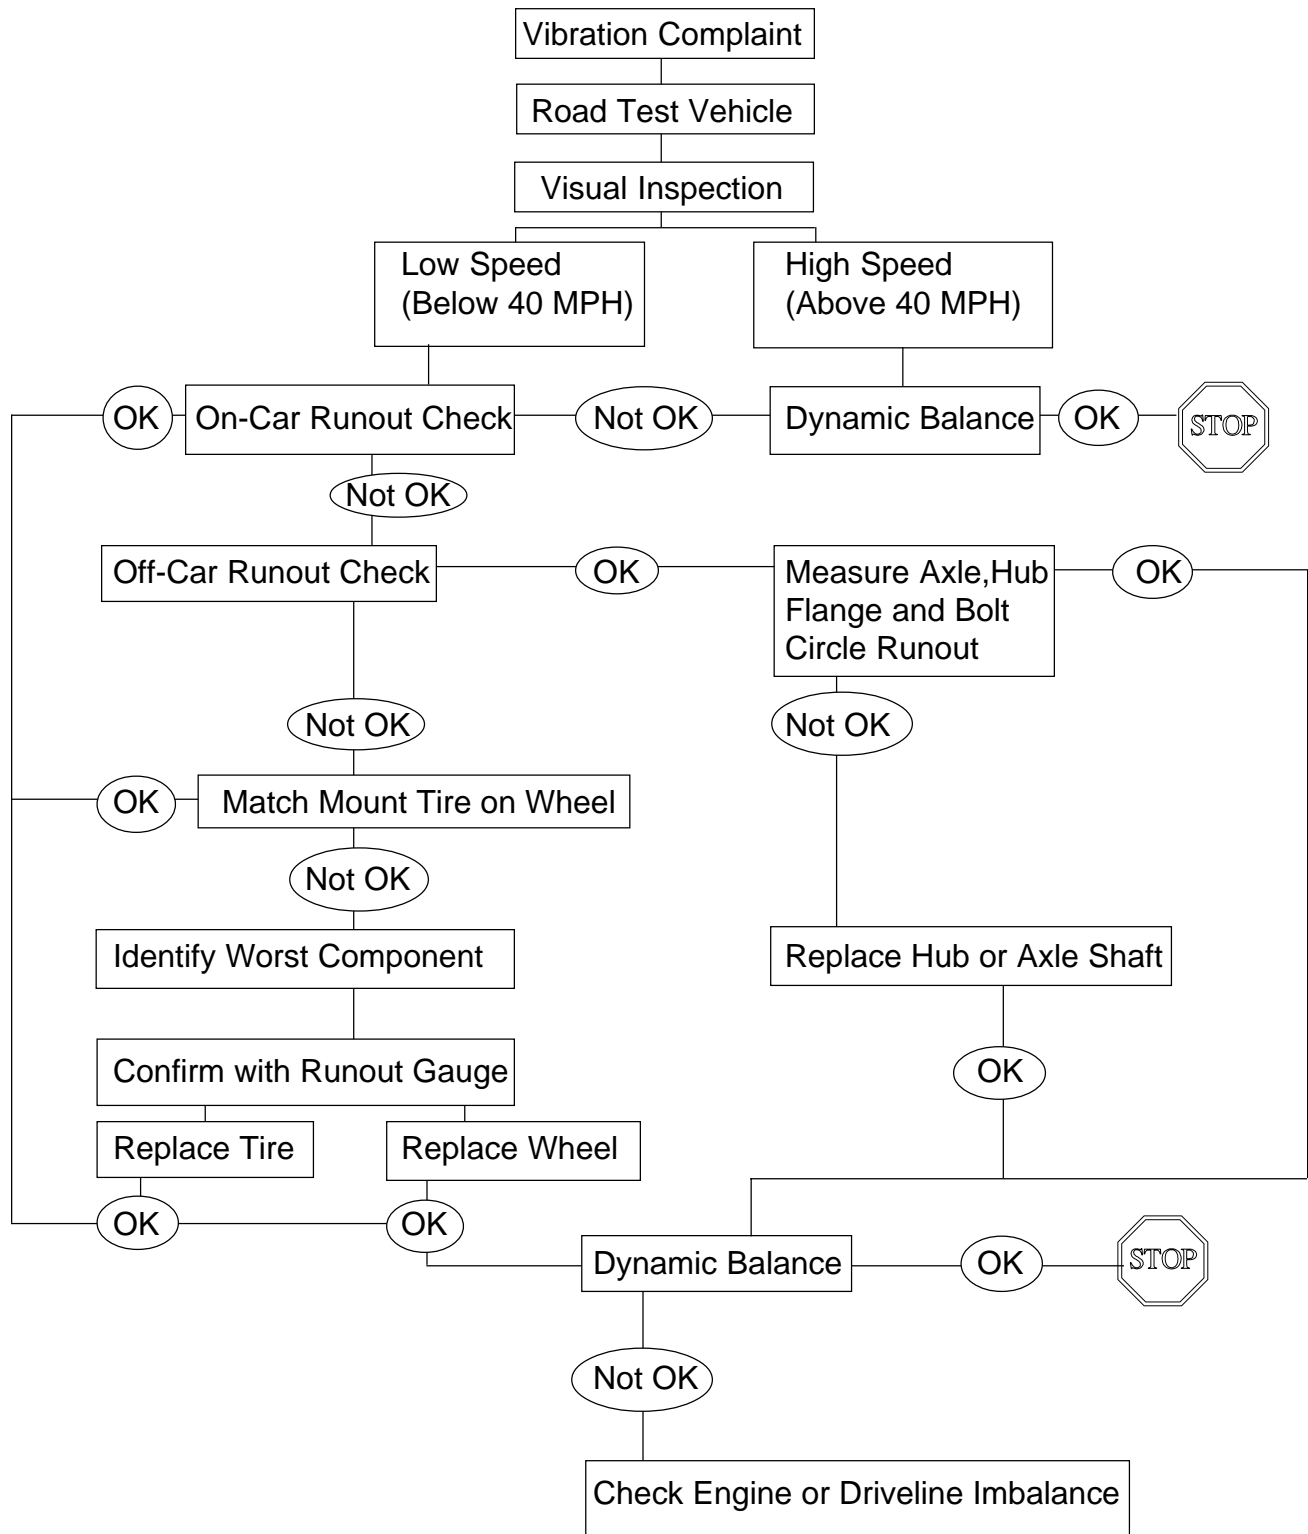 Vibration Complaint
Road Test Vehicle
Visual Inspection
Low Speed
(Below 40 MPH)
High Speed
(Above 40 MPH)
OK
On-Car Runout Check
Not OK
Dynamic Balance
OK
STOP
Not OK
Off-Car Runout Check
OK
Measure Axle,Hub
Flange and Bolt
Circle Runout
OK
Not OK
Not OK
OK
Match Mount Tire on Wheel
Not OK
Identify Worst Component
Replace Hub or Axle Shaft
Confirm with Runout Gauge
OK
Replace Tire
Replace Wheel
OK
OK
Dynamic Balance
OK
STOP
Not OK
Check Engine or Driveline Imbalance